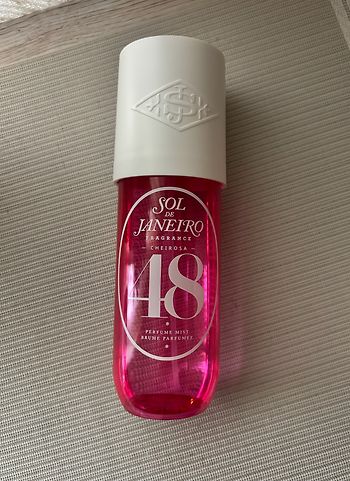 SOL
DE
JANEIRO
FRAGRANCE
— CHEIROSA —
48
PERFUME MIST
BRUME PARFUMÉE